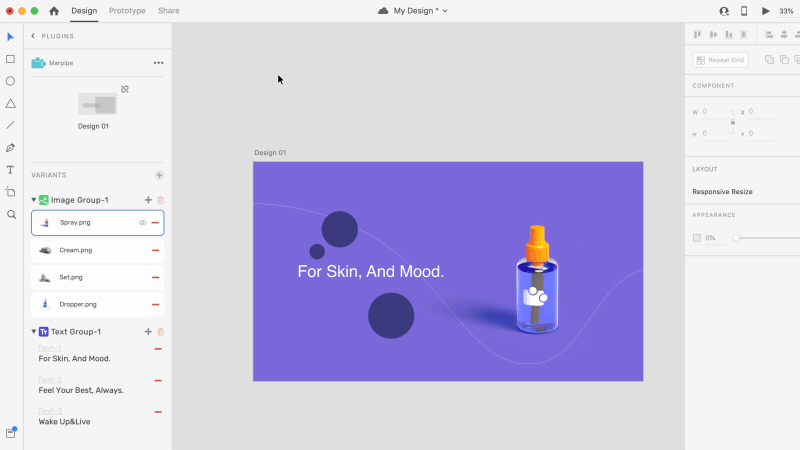 Design Prototype Share My Design * 33%
PLUGINS
Marpipe
Design 01
VARIANTS
Image Group-1
Spray.png
Cream.png
Set.png
Dropper.png
Text Group-1
Text-1
For Skin, And Mood.
Text-2
Feel Your Best, Always.
Text-3
Wake Up&Live
Design 01
For Skin, And Mood.
Repeat Grid
COMPONENT
W 0 X 0
H 0 Y 0
LAYOUT
Responsive Resize
APPEARANCE
0%